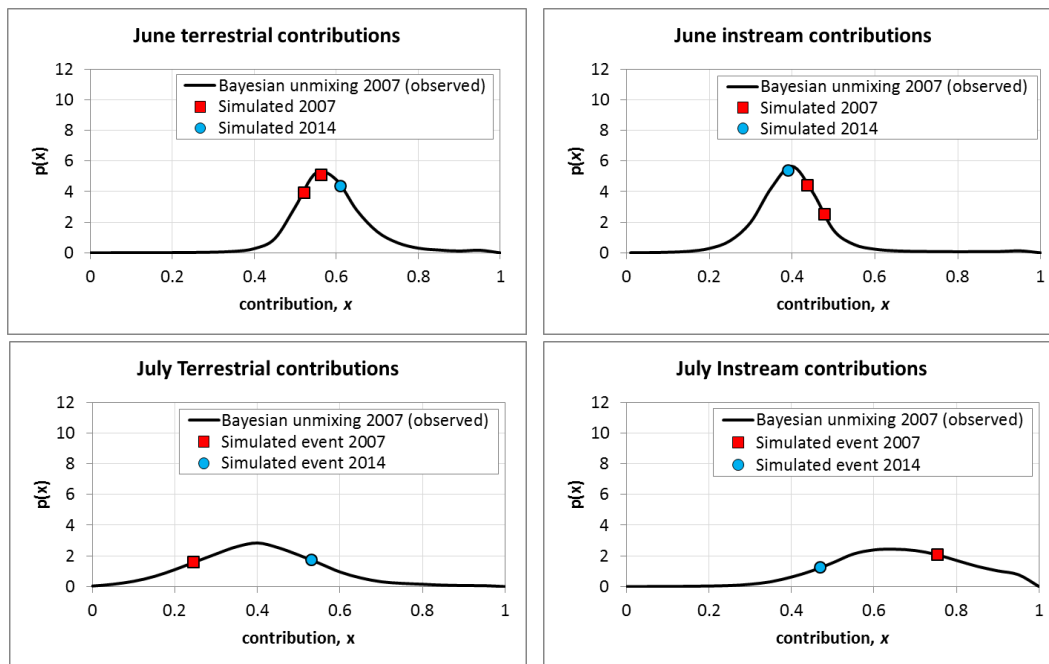 June terrestrial contributions
12
10
8
6
4
2
0
p(x)
Bayesian unmixing 2007 (observed)
Simulated 2007
Simulated 2014
0 0.2 0.4 0.6 0.8 1
contribution, x
June instream contributions
12
10
8
6
4
2
0
p(x)
Bayesian unmixing 2007 (observed)
Simulated 2007
Simulated 2014
0 0.2 0.4 0.6 0.8 1
contribution, x
July Terrestrial contributions
12
10
8
6
4
2
0
p(x)
Bayesian unmixing 2007 (observed)
Simulated event 2007
Simulated event 2014
0 0.2 0.4 0.6 0.8 1
contribution, x
July Instream contributions
12
10
8
6
4
2
0
p(x)
Bayesian unmixing 2007 (observed)
Simulated event 2007
Simulated event 2014
0 0.2 0.4 0.6 0.8 1
contribution, x